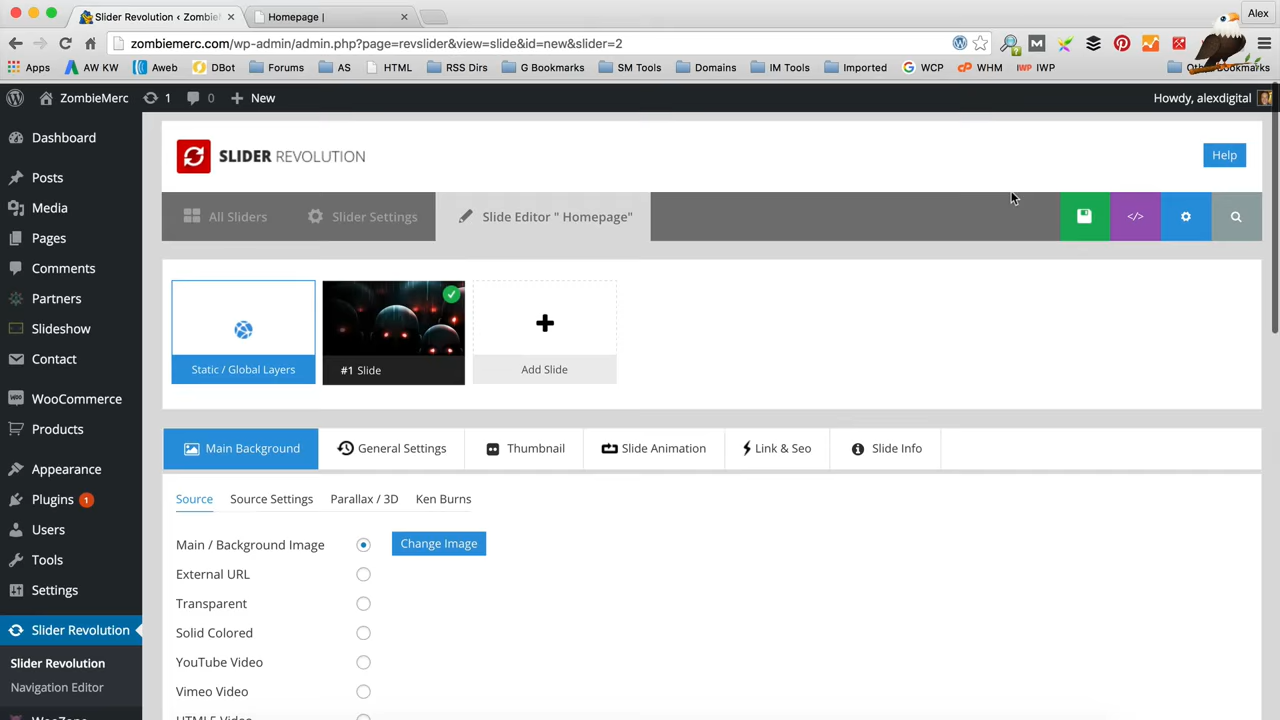 Slider Revolution ‹ Zombie
Homepage |
Alex
zombiemerc.com/wp-admin/admin.php?page=revslider&view=slide&id=new&slider=2
Apps
AW KW
Aweb
DBot
Forums
AS
HTML
RSS Dirs
G Bookmarks
SM Tools
Domains
IM Tools
Imported
WCP
WHM
IWP
Other Bookmarks
ZombieMerc
1
0
New
Howdy, alexdigital
Dashboard
Posts
Media
Pages
Comments
Partners
Slideshow
Contact
WooCommerce
Products
Appearance
Plugins 1
Users
Tools
Settings
Slider Revolution
Slider Revolution
Navigation Editor
SLIDER REVOLUTION
Help
All Sliders
Slider Settings
Slide Editor " Homepage"
Static / Global Layers
#1 Slide
Add Slide
Main Background
General Settings
Thumbnail
Slide Animation
Link & Seo
Slide Info
Source
Source Settings
Parallax / 3D
Ken Burns
Main / Background Image
Change Image
External URL
Transparent
Solid Colored
YouTube Video
Vimeo Video
HTML5 Video
WooZone